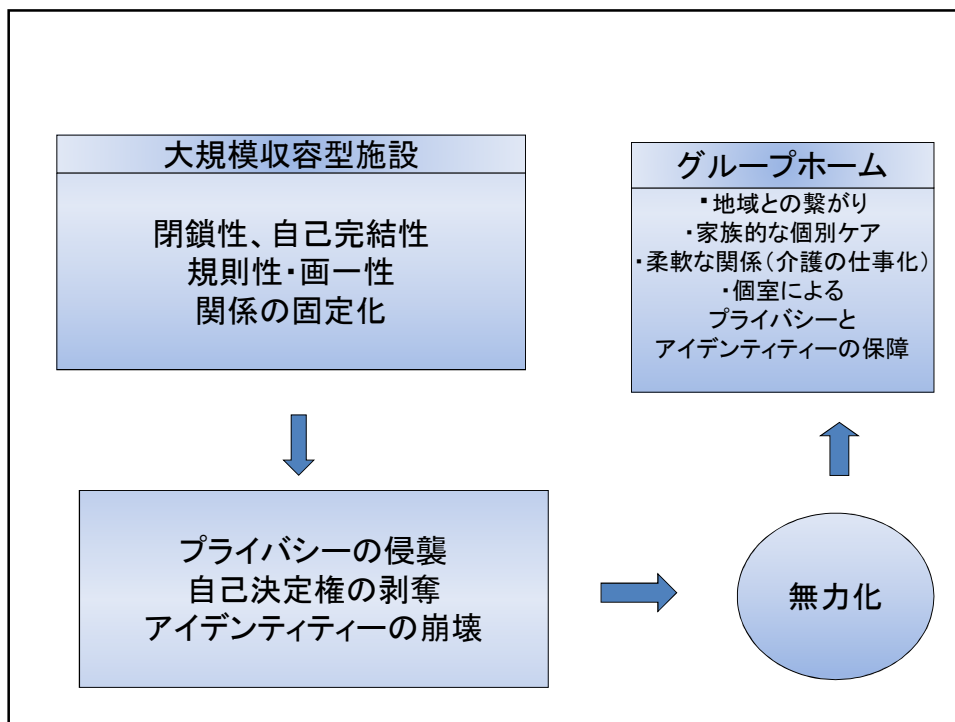 大規模収容型施設
閉鎖性、自己完結性
規則性・画一性
関係の固定化
プライバシーの侵襲
自己決定権の剥奪
アイデンティティーの崩壊
無力化
グループホーム
・地域との繋がり
・家族的な個別ケア
・柔軟な関係（介護の仕事化）
・個室による
プライバシーと
アイデンティティーの保障